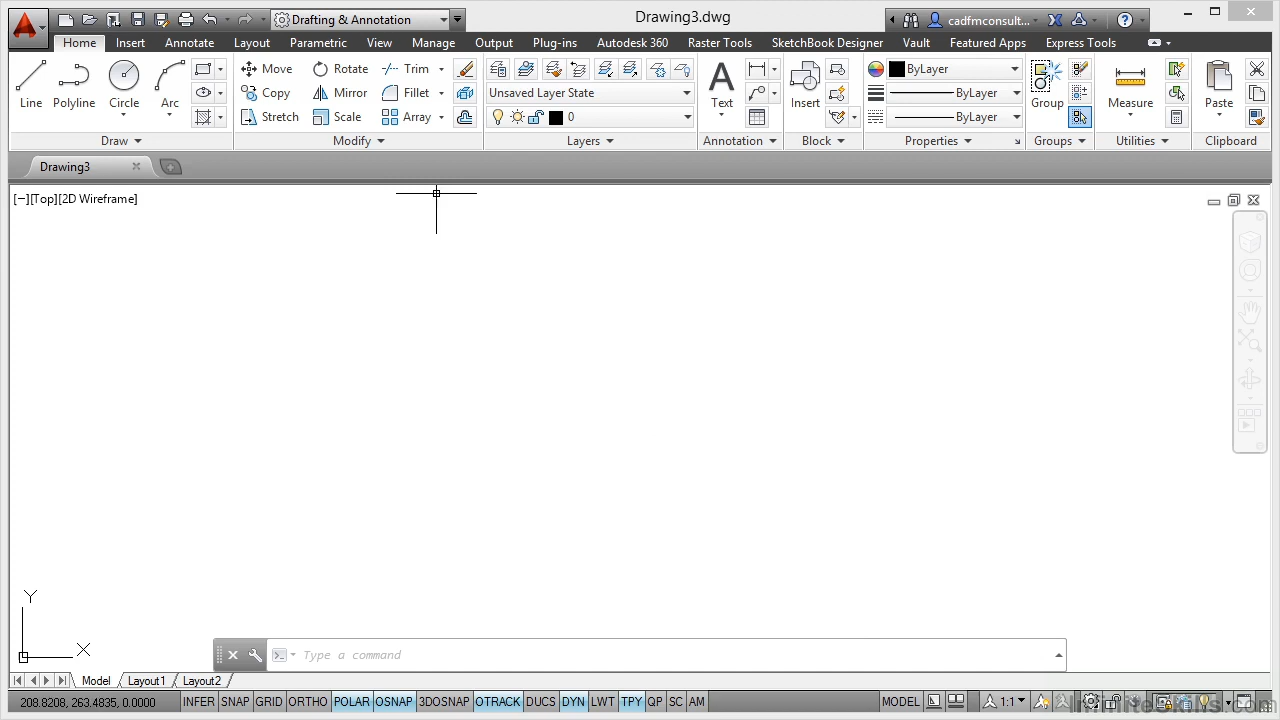 Drafting & Annotation
Drawing3.dwg
cadfmconsult...
Home Insert Annotate Layout Parametric View Manage Output Plug-ins Autodesk 360 Raster Tools SketchBook Designer Vault Featured Apps Express Tools
Move Rotate Trim
Unsaved Layer State
ByLayer
Line Polyline Circle Arc
Copy Mirror Fillet
Text Insert
ByLayer
Group Measure Paste
Stretch Scale Array
0
ByLayer
Draw Modify Layers Annotation Block Properties Groups Utilities Clipboard
Drawing3
[−][Top][2D Wireframe]
Y
X
Type a command
Model Layout1 Layout2
208.8208, 263.4835, 0.0000 INFER SNAP GRID ORTHO POLAR OSNAP 3DOSNAP OTRACK DUCS DYN LWT TPY QP SC AM MODEL 1:1
InfiniteSkills.com